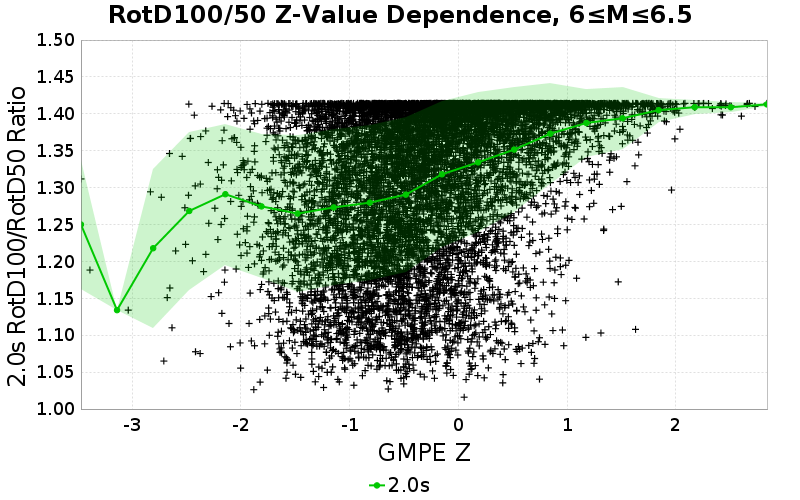 RotD100/50 Z-Value Dependence, 6≤M≤6.5
1.50
1.45
1.40
1.35
1.30
1.25
1.20
1.15
1.10
1.05
1.00
2.0s RotD100/RotD50 Ratio
-3 -2 -1 0 1 2
GMPE Z
2.0s